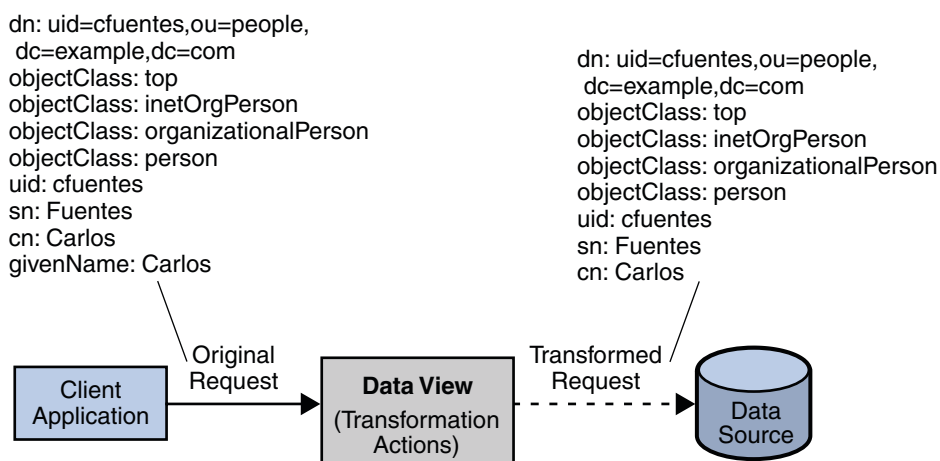 dn: uid=cfuentes,ou=people,
dc=example,dc=com
objectClass: top
objectClass: inetOrgPerson
objectClass: organizationalPerson
objectClass: person
uid: cfuentes
sn: Fuentes
cn: Carlos
givenName: Carlos
dn: uid=cfuentes,ou=people,
dc=example,dc=com
objectClass: top
objectClass: inetOrgPerson
objectClass: organizationalPerson
objectClass: person
uid: cfuentes
sn: Fuentes
cn: Carlos
Client
Application
Original
Request
Data View
(Transformation
Actions)
Transformed
Request
Data
Source